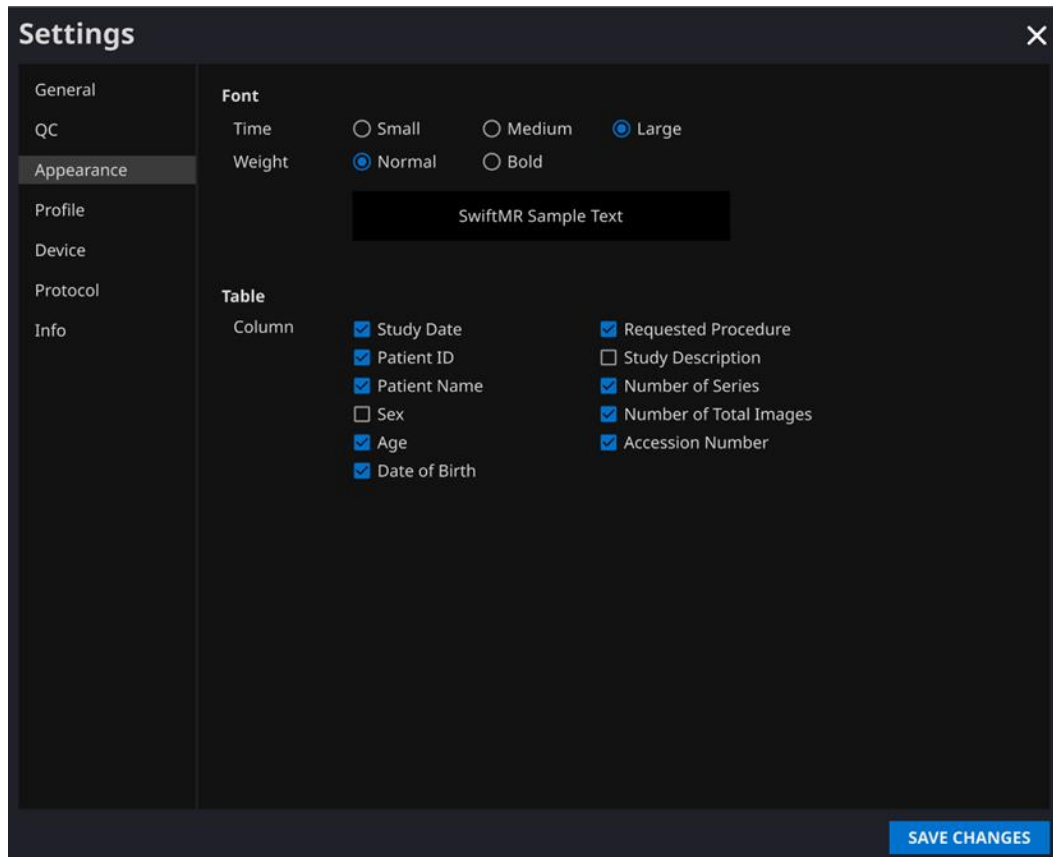 Settings
General
QC
Appearance
Profile
Device
Protocol
Info
Font
Time Small Medium Large
Weight Normal Bold
SwiftMR Sample Text
Table
Column Study Date Requested Procedure
Patient ID Study Description
Patient Name Number of Series
Sex Number of Total Images
Age Accession Number
Date of Birth
SAVE CHANGES